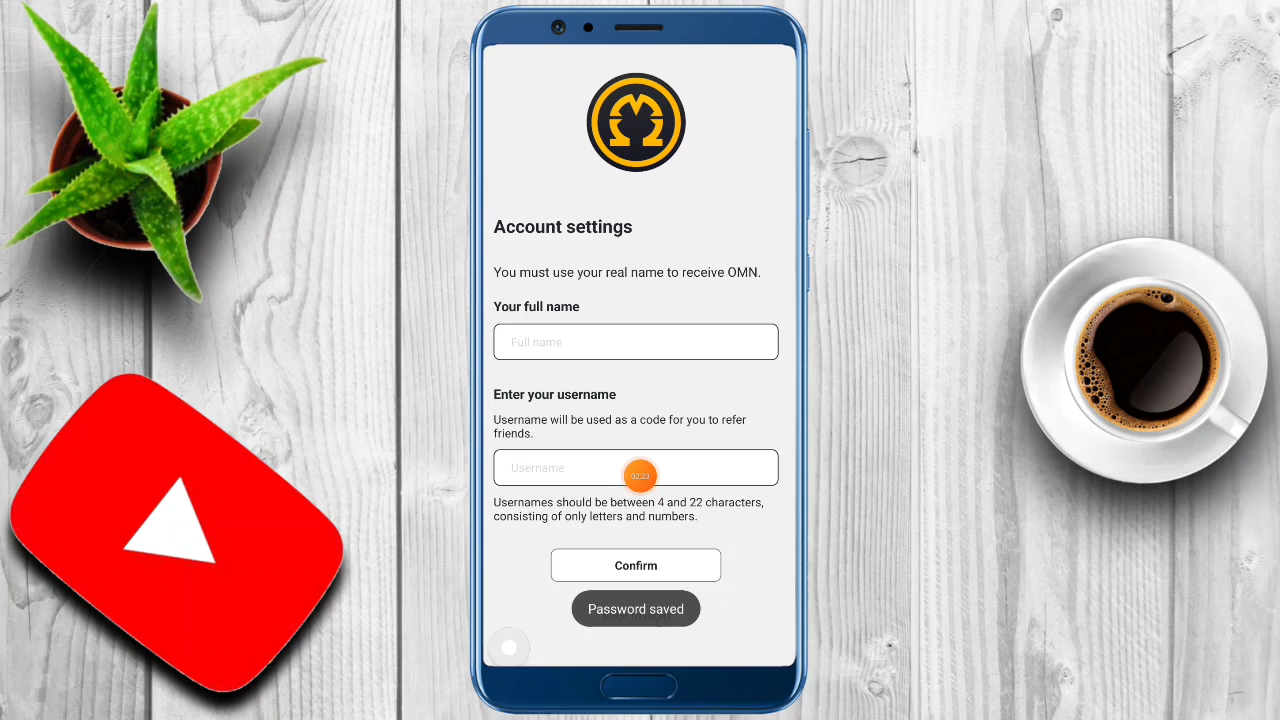 Account settings
You must use your real name to receive OMN.
Your full name
Full name
Enter your username
Username will be used as a code for you to refer
friends.
Username
02:23
Usernames should be between 4 and 22 characters,
consisting of only letters and numbers.
Confirm
Password saved